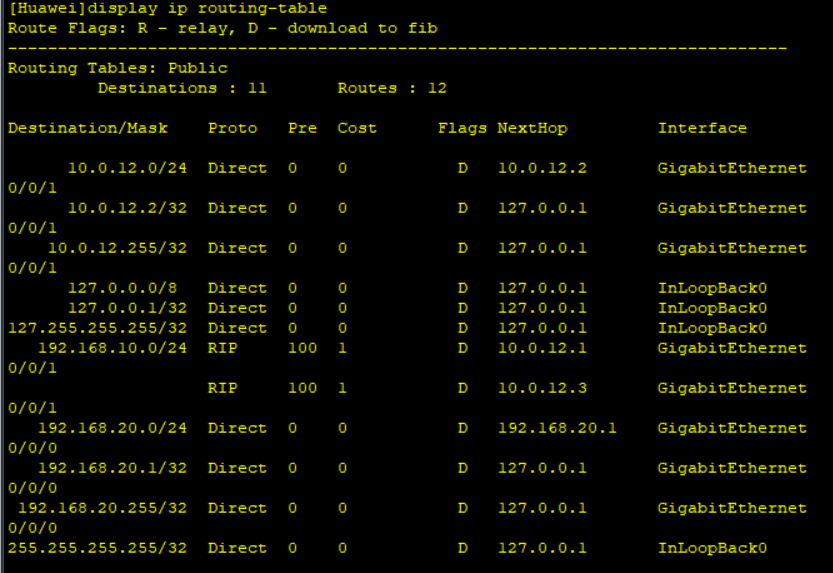 [Huawei]display ip routing-table
Route Flags: R - relay, D - download to fib
------------------------------------------------------------------------------
Routing Tables: Public
         Destinations : 11       Routes : 12

Destination/Mask    Proto   Pre  Cost      Flags NextHop         Interface

      10.0.12.0/24  Direct  0    0           D   10.0.12.2       GigabitEthernet
0/0/1
      10.0.12.2/32  Direct  0    0           D   127.0.0.1       GigabitEthernet
0/0/1
    10.0.12.255/32  Direct  0    0           D   127.0.0.1       GigabitEthernet
0/0/1
      127.0.0.0/8   Direct  0    0           D   127.0.0.1       InLoopBack0
      127.0.0.1/32  Direct  0    0           D   127.0.0.1       InLoopBack0
127.255.255.255/32  Direct  0    0           D   127.0.0.1       InLoopBack0
   192.168.10.0/24  RIP     100  1           D   10.0.12.1       GigabitEthernet
0/0/1
                    RIP     100  1           D   10.0.12.3       GigabitEthernet
0/0/1
   192.168.20.0/24  Direct  0    0           D   192.168.20.1    GigabitEthernet
0/0/0
   192.168.20.1/32  Direct  0    0           D   127.0.0.1       GigabitEthernet
0/0/0
 192.168.20.255/32  Direct  0    0           D   127.0.0.1       GigabitEthernet
0/0/0
255.255.255.255/32  Direct  0    0           D   127.0.0.1       InLoopBack0